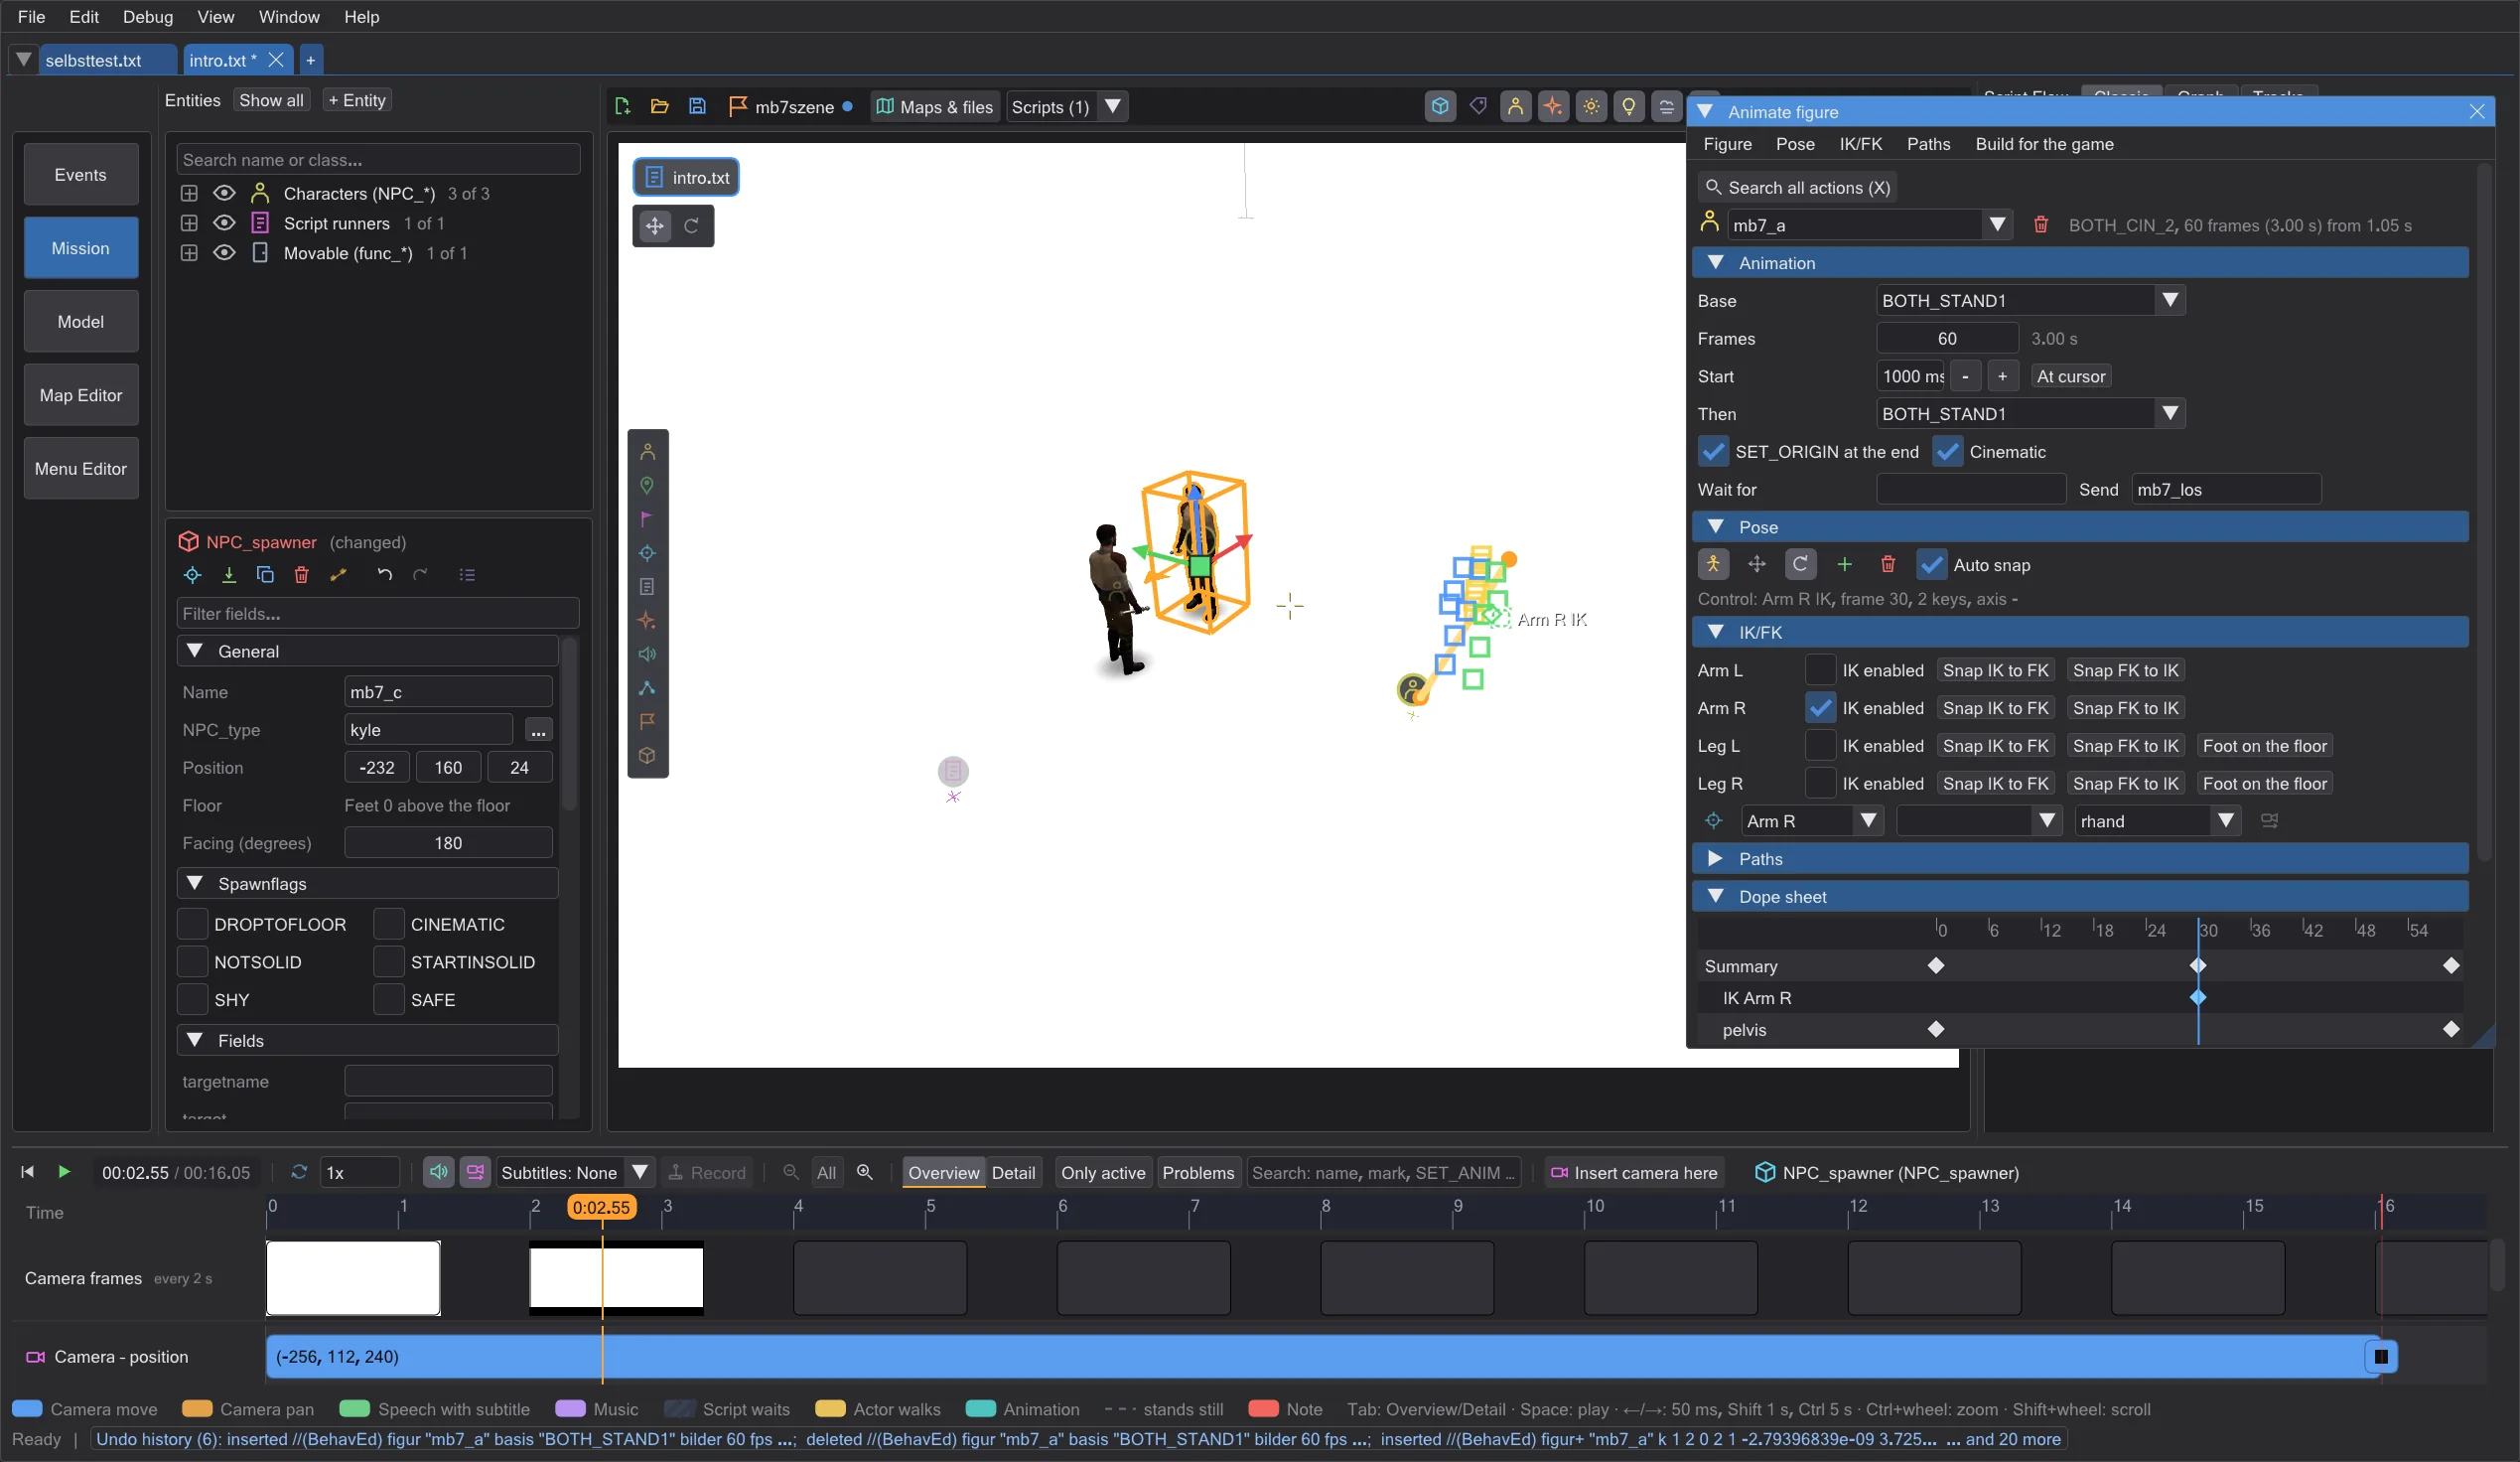 File Edit Debug View Window Help
selbsttest.txt intro.txt * +
Entities Show all + Entity
mb7szene Maps & files Scripts (1)
Events
Mission
Model
Map Editor
Menu Editor
Search name or class...
Characters (NPC_*) 3 of 3
Script runners 1 of 1
Movable (func_*) 1 of 1
NPC_spawner (changed)
Filter fields...
General
Name mb7_c
NPC_type kyle ...
Position -232 160 24
Floor Feet 0 above the floor
Facing (degrees) 180
Spawnflags
DROPTOFLOOR CINEMATIC
NOTSOLID STARTINSOLID
SHY SAFE
Fields
targetname
intro.txt
Arm R IK
Animate figure
Figure Pose IK/FK Paths Build for the game
Search all actions (X)
mb7_a BOTH_CIN_2, 60 frames (3.00 s) from 1.05 s
Animation
Base BOTH_STAND1
Frames 60 3.00 s
Start 1000 ms - + At cursor
Then BOTH_STAND1
SET_ORIGIN at the end Cinematic
Wait for Send mb7_los
Pose
Auto snap
Control: Arm R IK, frame 30, 2 keys, axis -
IK/FK
Arm L IK enabled Snap IK to FK Snap FK to IK
Arm R IK enabled Snap IK to FK Snap FK to IK
Leg L IK enabled Snap IK to FK Snap FK to IK Foot on the floor
Leg R IK enabled Snap IK to FK Snap FK to IK Foot on the floor
Arm R rhand
Paths
Dope sheet
0 6 12 18 24 30 36 42 48 54
Summary
IK Arm R
pelvis
00:02.55 / 00:16.05 1x Subtitles: None Record All Overview Detail Only active Problems Search: name, mark, SET_ANIM ... Insert camera here NPC_spawner (NPC_spawner)
Time 0 1 2 0:02.55 3 4 5 6 7 8 9 10 11 12 13 14 15 16
Camera frames every 2 s
Camera - position (-256, 112, 240)
Camera move Camera pan Speech with subtitle Music Script waits Actor walks Animation stands still Note Tab: Overview/Detail · Space: play · ←/→: 50 ms, Shift 1 s, Ctrl 5 s · Ctrl+wheel: zoom · Shift+wheel: scroll
Ready | Undo history (6): inserted //(BehavEd) figur "mb7_a" basis "BOTH_STAND1" bilder 60 fps ...; deleted //(BehavEd) figur "mb7_a" basis "BOTH_STAND1" bilder 60 fps ...; inserted //(BehavEd) figur+ "mb7_a" k 1 2 0 2 1 -2.79396839e-09 3.725... ... and 20 more